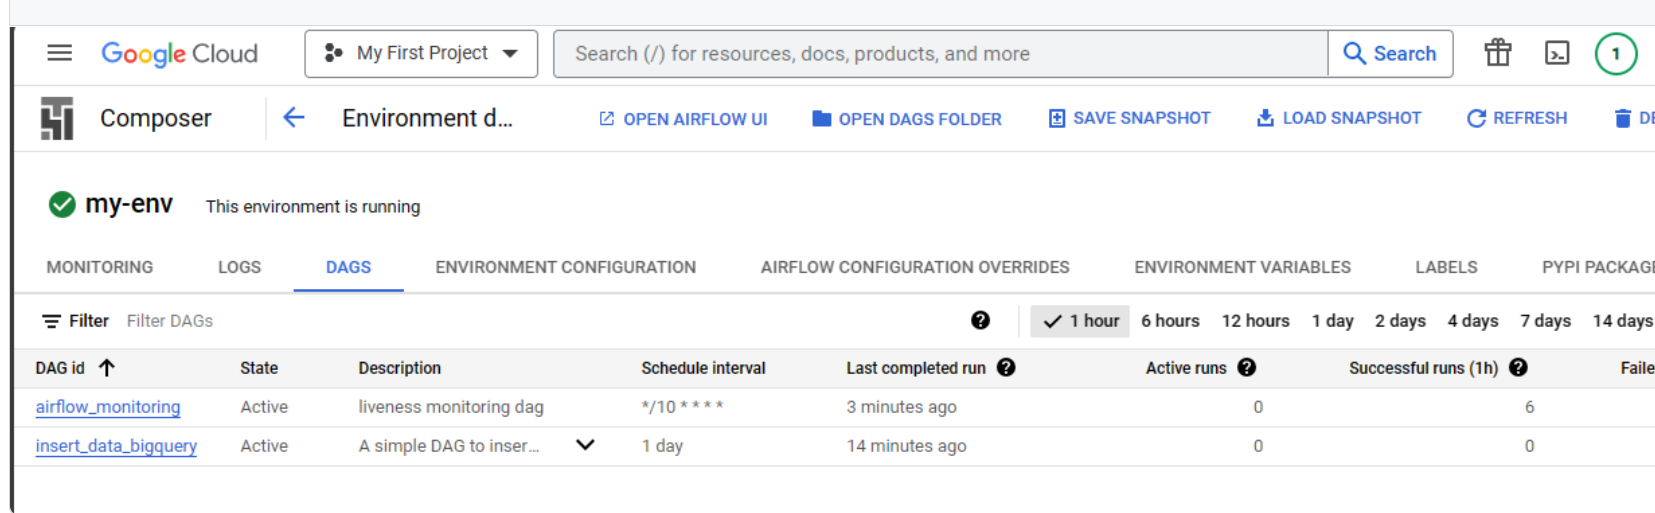 Google Cloud My First Project Search (/) for resources, docs, products, and more Search 1
Composer Environment d... OPEN AIRFLOW UI OPEN DAGS FOLDER SAVE SNAPSHOT LOAD SNAPSHOT REFRESH DE
my-env This environment is running
MONITORING LOGS DAGS ENVIRONMENT CONFIGURATION AIRFLOW CONFIGURATION OVERRIDES ENVIRONMENT VARIABLES LABELS PYPI PACKAGE
Filter Filter DAGs 1 hour 6 hours 12 hours 1 day 2 days 4 days 7 days 14 days
DAG id State Description Schedule interval Last completed run Active runs Successful runs (1h) Faile
airflow_monitoring Active liveness monitoring dag */10 * * * * 3 minutes ago 0 6
insert_data_bigquery Active A simple DAG to inser... 1 day 14 minutes ago 0 0